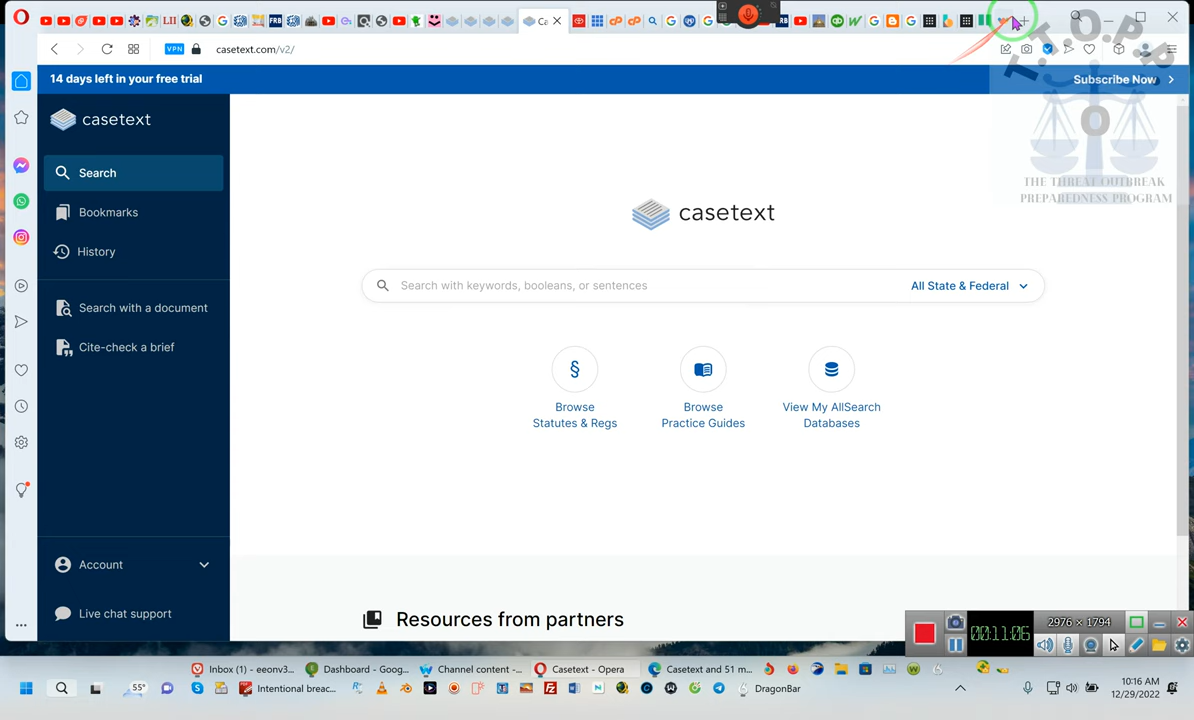 casetext.com/v2/
VPN
14 days left in your free trial
Subscribe Now
casetext
Search
Bookmarks
History
Search with a document
Cite-check a brief
Account
Live chat support
casetext
Search with keywords, booleans, or sentences
All State & Federal
Browse
Statutes & Regs
Browse
Practice Guides
View My AllSearch
Databases
Resources from partners
T.O.P.P
O
THE THREAT OUTBREAK
PREPAREDNESS PROGRAM
00:11:06
2976 × 1794
Inbox (1) - eeonv3...
Dashboard - Goog...
Channel content -...
Casetext - Opera
Casetext and 51 m...
55°
Intentional breac...
DragonBar
10:16 AM
12/29/2022